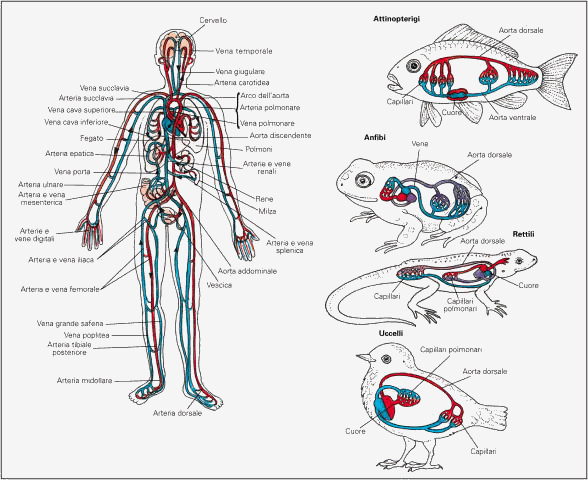 Cervello
Vena temporale
Vena giugulare
Arteria carotidea
Vena succlavia
Arteria succlava
Arco dell'aorta
Arteria polmonare
Vena cava superiore
Vena cava inferiore
Vena polmonare
Aorta discendente
Fegato
Polmoni
Arteria epatica
Arterie e vene
renali
Vena porta
Arteria ulnare
Arteria e vena
mesenterica
Rene
Milza
Arterie e
vene digitali
Arteria e vena
splenica
Arteria e vena iliaca
Aorta addominale
Vescica
Arteria e vena femorale
Vena grande safena
Vena poplitea
Arteria tibiale
posteriore
Arteria midollare
Arteria dorsale
Attinopterigi
Aorta dorsale
Capillari
Cuore
Aorta ventrale
Anfibi
Vene
Aorta dorsale
Rettili
Aorta dorsale
Capillari
Capillari
polmonari
Cuore
Uccelli
Capillari polmonari
Aorta dorsale
Cuore
Capillari